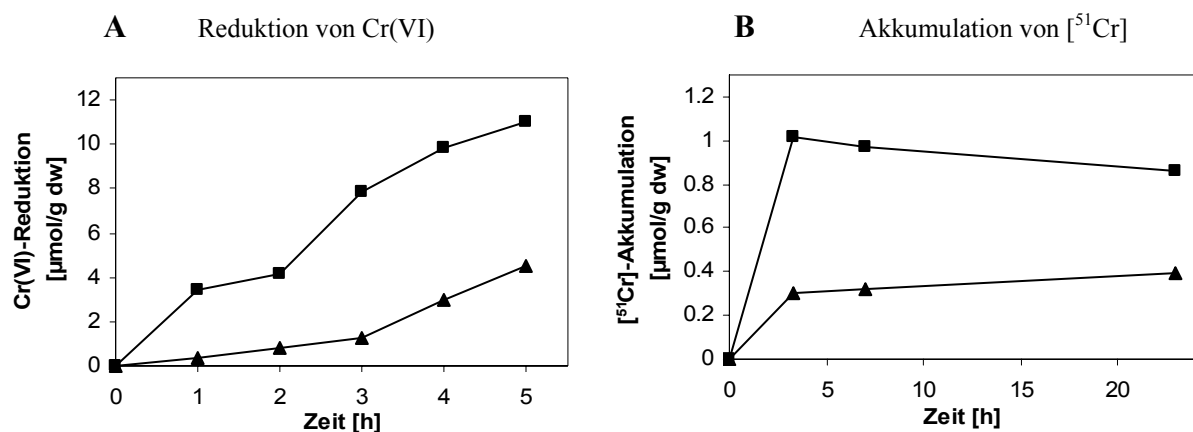 A Reduktion von Cr(VI)
Cr(VI)-Reduktion
[µmol/g dw]
12
10
8
6
4
2
0
0 1 2 3 4 5
Zeit [h]
B Akkumulation von [⁵¹Cr]
[⁵¹Cr]-Akkumulation
[µmol/g dw]
1.2
1
0.8
0.6
0.4
0.2
0
0 5 10 15 20
Zeit [h]